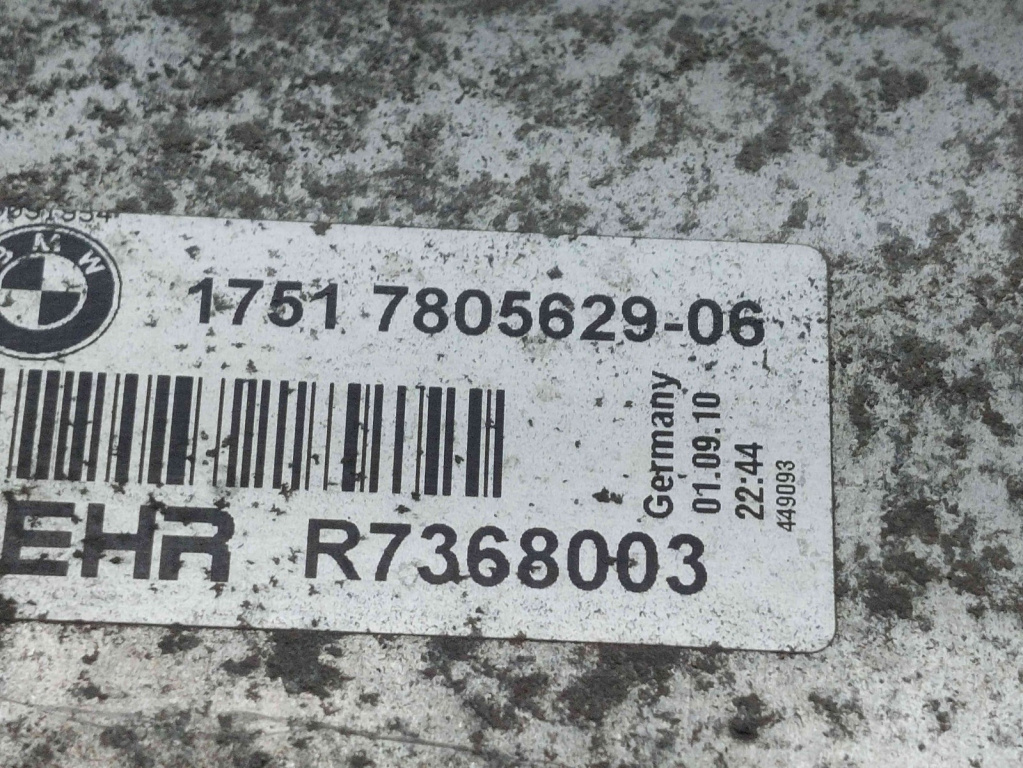 BMW
1751 7805629-06
EHR R7368003
Germany
01.09.10
22:44
449093